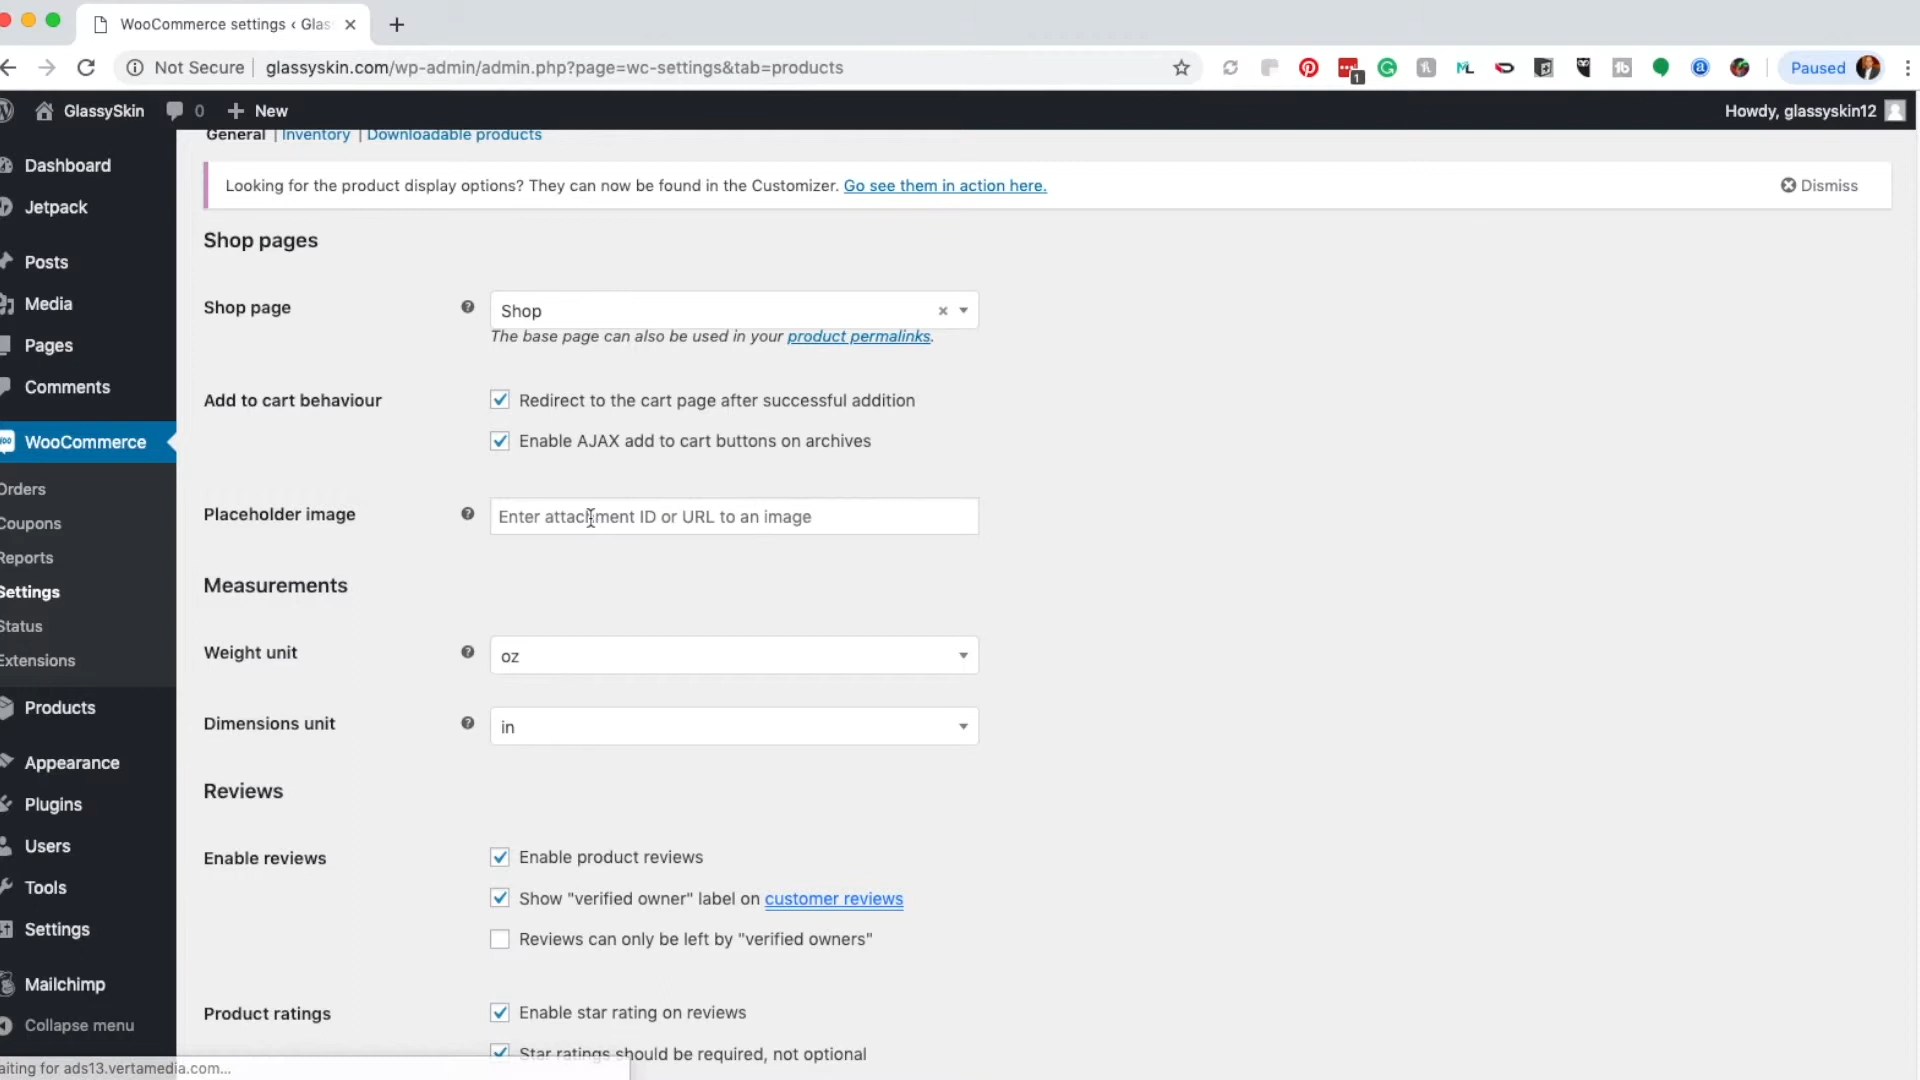 WooCommerce settings ‹ Glas
Not Secure | glassyskin.com/wp-admin/admin.php?page=wc-settings&tab=products
1
Paused
GlassySkin 0 + New
Howdy, glassyskin12
Dashboard
Jetpack
Posts
Media
Pages
Comments
WooCommerce
Orders
Coupons
Reports
Settings
Status
Extensions
Products
Appearance
Plugins
Users
Tools
Settings
Mailchimp
Collapse menu
General | Inventory | Downloadable products
Looking for the product display options? They can now be found in the Customizer. Go see them in action here.
Dismiss
Shop pages
Shop page
Shop
The base page can also be used in your product permalinks.
Add to cart behaviour
Redirect to the cart page after successful addition
Enable AJAX add to cart buttons on archives
Placeholder image
Enter attachment ID or URL to an image
Measurements
Weight unit
oz
Dimensions unit
in
Reviews
Enable reviews
Enable product reviews
Show "verified owner" label on customer reviews
Reviews can only be left by "verified owners"
Product ratings
Enable star rating on reviews
Star ratings should be required, not optional
aiting for ads13.vertamedia.com...